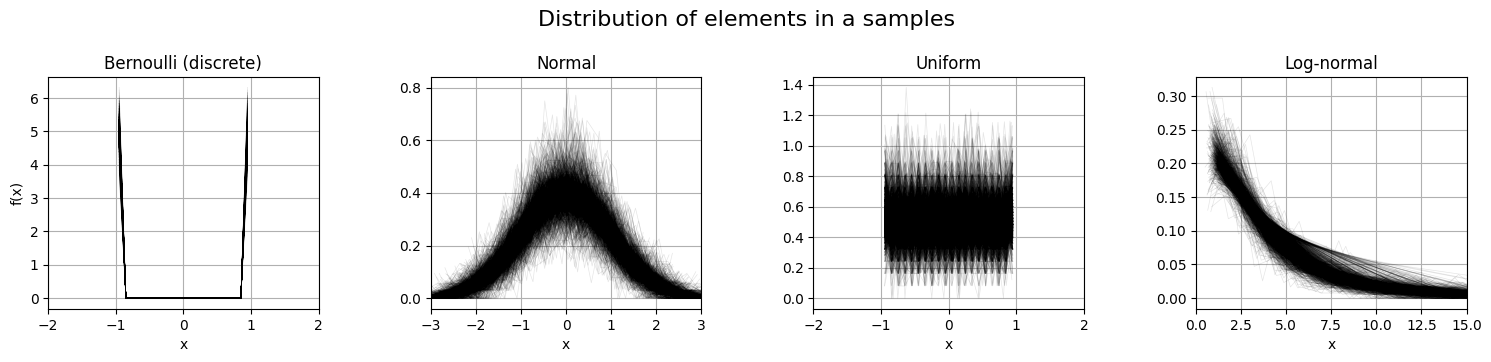 Distribution of elements in a samples
Bernoulli (discrete)
f(x)
6
5
4
3
2
1
0
−2 −1 0 1 2
x
Normal
0.8
0.6
0.4
0.2
0.0
−3 −2 −1 0 1 2 3
x
Uniform
1.4
1.2
1.0
0.8
0.6
0.4
0.2
0.0
−2 −1 0 1 2
x
Log-normal
0.30
0.25
0.20
0.15
0.10
0.05
0.00
0.0 2.5 5.0 7.5 10.0 12.5 15.0
x